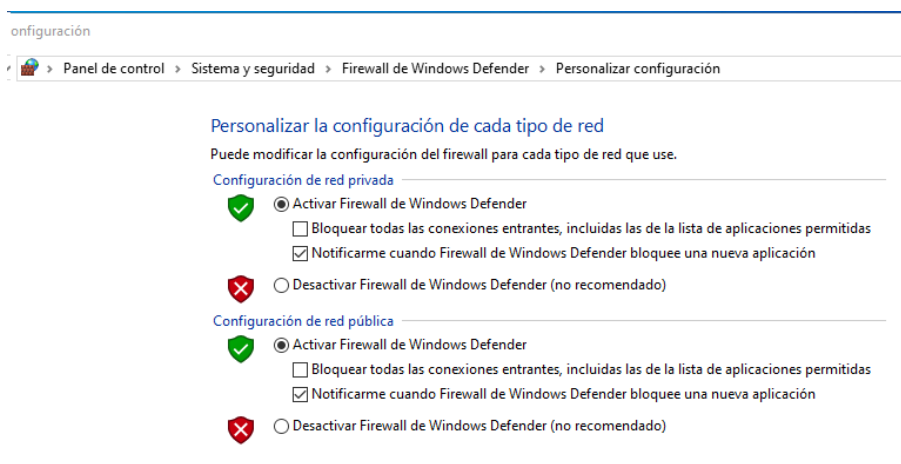 onfiguración
Panel de control > Sistema y seguridad > Firewall de Windows Defender > Personalizar configuración
Personalizar la configuración de cada tipo de red
Puede modificar la configuración del firewall para cada tipo de red que use.
Configuración de red privada
Activar Firewall de Windows Defender
Bloquear todas las conexiones entrantes, incluidas las de la lista de aplicaciones permitidas
Notificarme cuando Firewall de Windows Defender bloquee una nueva aplicación
Desactivar Firewall de Windows Defender (no recomendado)
Configuración de red pública
Activar Firewall de Windows Defender
Bloquear todas las conexiones entrantes, incluidas las de la lista de aplicaciones permitidas
Notificarme cuando Firewall de Windows Defender bloquee una nueva aplicación
Desactivar Firewall de Windows Defender (no recomendado)